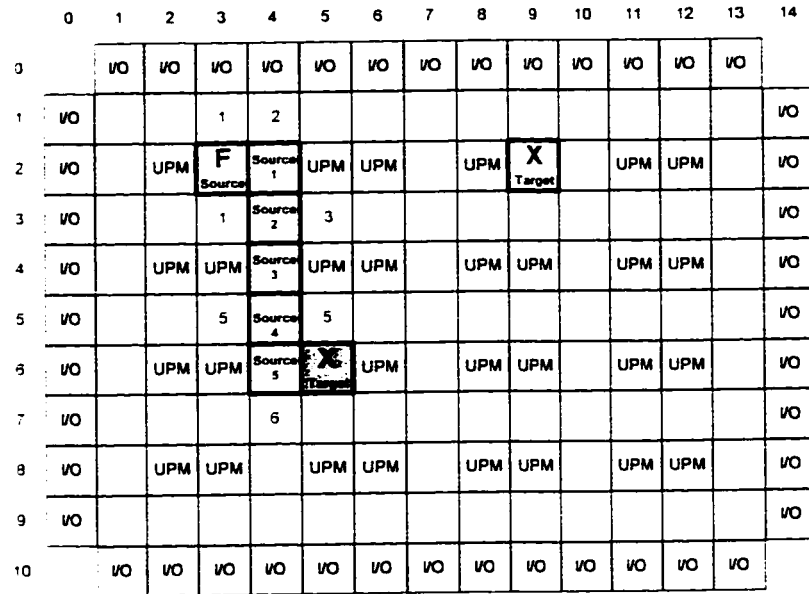 0 1 2 3 4 5 6 7 8 9 10 11 12 13 14
0 I/O I/O I/O I/O I/O I/O I/O I/O I/O I/O I/O I/O I/O
1 I/O 1 2 I/O
2 I/O UPM F Source Source 1 UPM UPM UPM X Target UPM UPM I/O
3 I/O 1 Source 2 3 I/O
4 I/O UPM UPM Source 3 UPM UPM UPM UPM UPM UPM I/O
5 I/O 5 Source 4 5 I/O
6 I/O UPM UPM Source 5 X Target UPM UPM UPM UPM UPM I/O
7 I/O 6 I/O
8 I/O UPM UPM UPM UPM UPM UPM UPM UPM I/O
9 I/O I/O
10 I/O I/O I/O I/O I/O I/O I/O I/O I/O I/O I/O I/O I/O